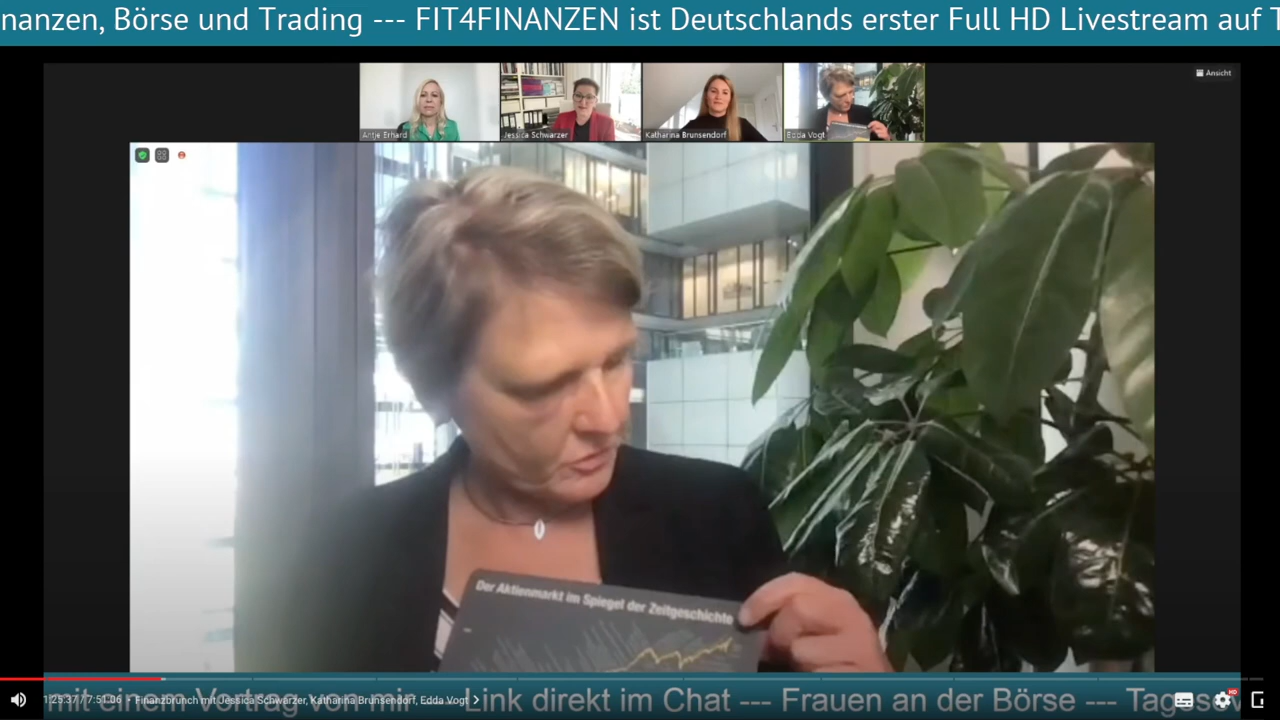 nanzen, Börse und Trading --- FIT4FINANZEN ist Deutschlands erster Full HD Livestream auf T
Ansicht
Antje Erhard
Jessica Schwarzer
Katharina Brunsendorf
Edda Vogt
Der Aktienmarkt im Spiegel der Zeitgeschichte
mit einem Vortrag von ... --- Link direkt im Chat --- Frauen an der Börse --- Tagesev
1:25:37 / 7:51:06 • Finanzbrunch mit Jessica Schwarzer, Katharina Brunsendorf, Edda Vogt >
HD